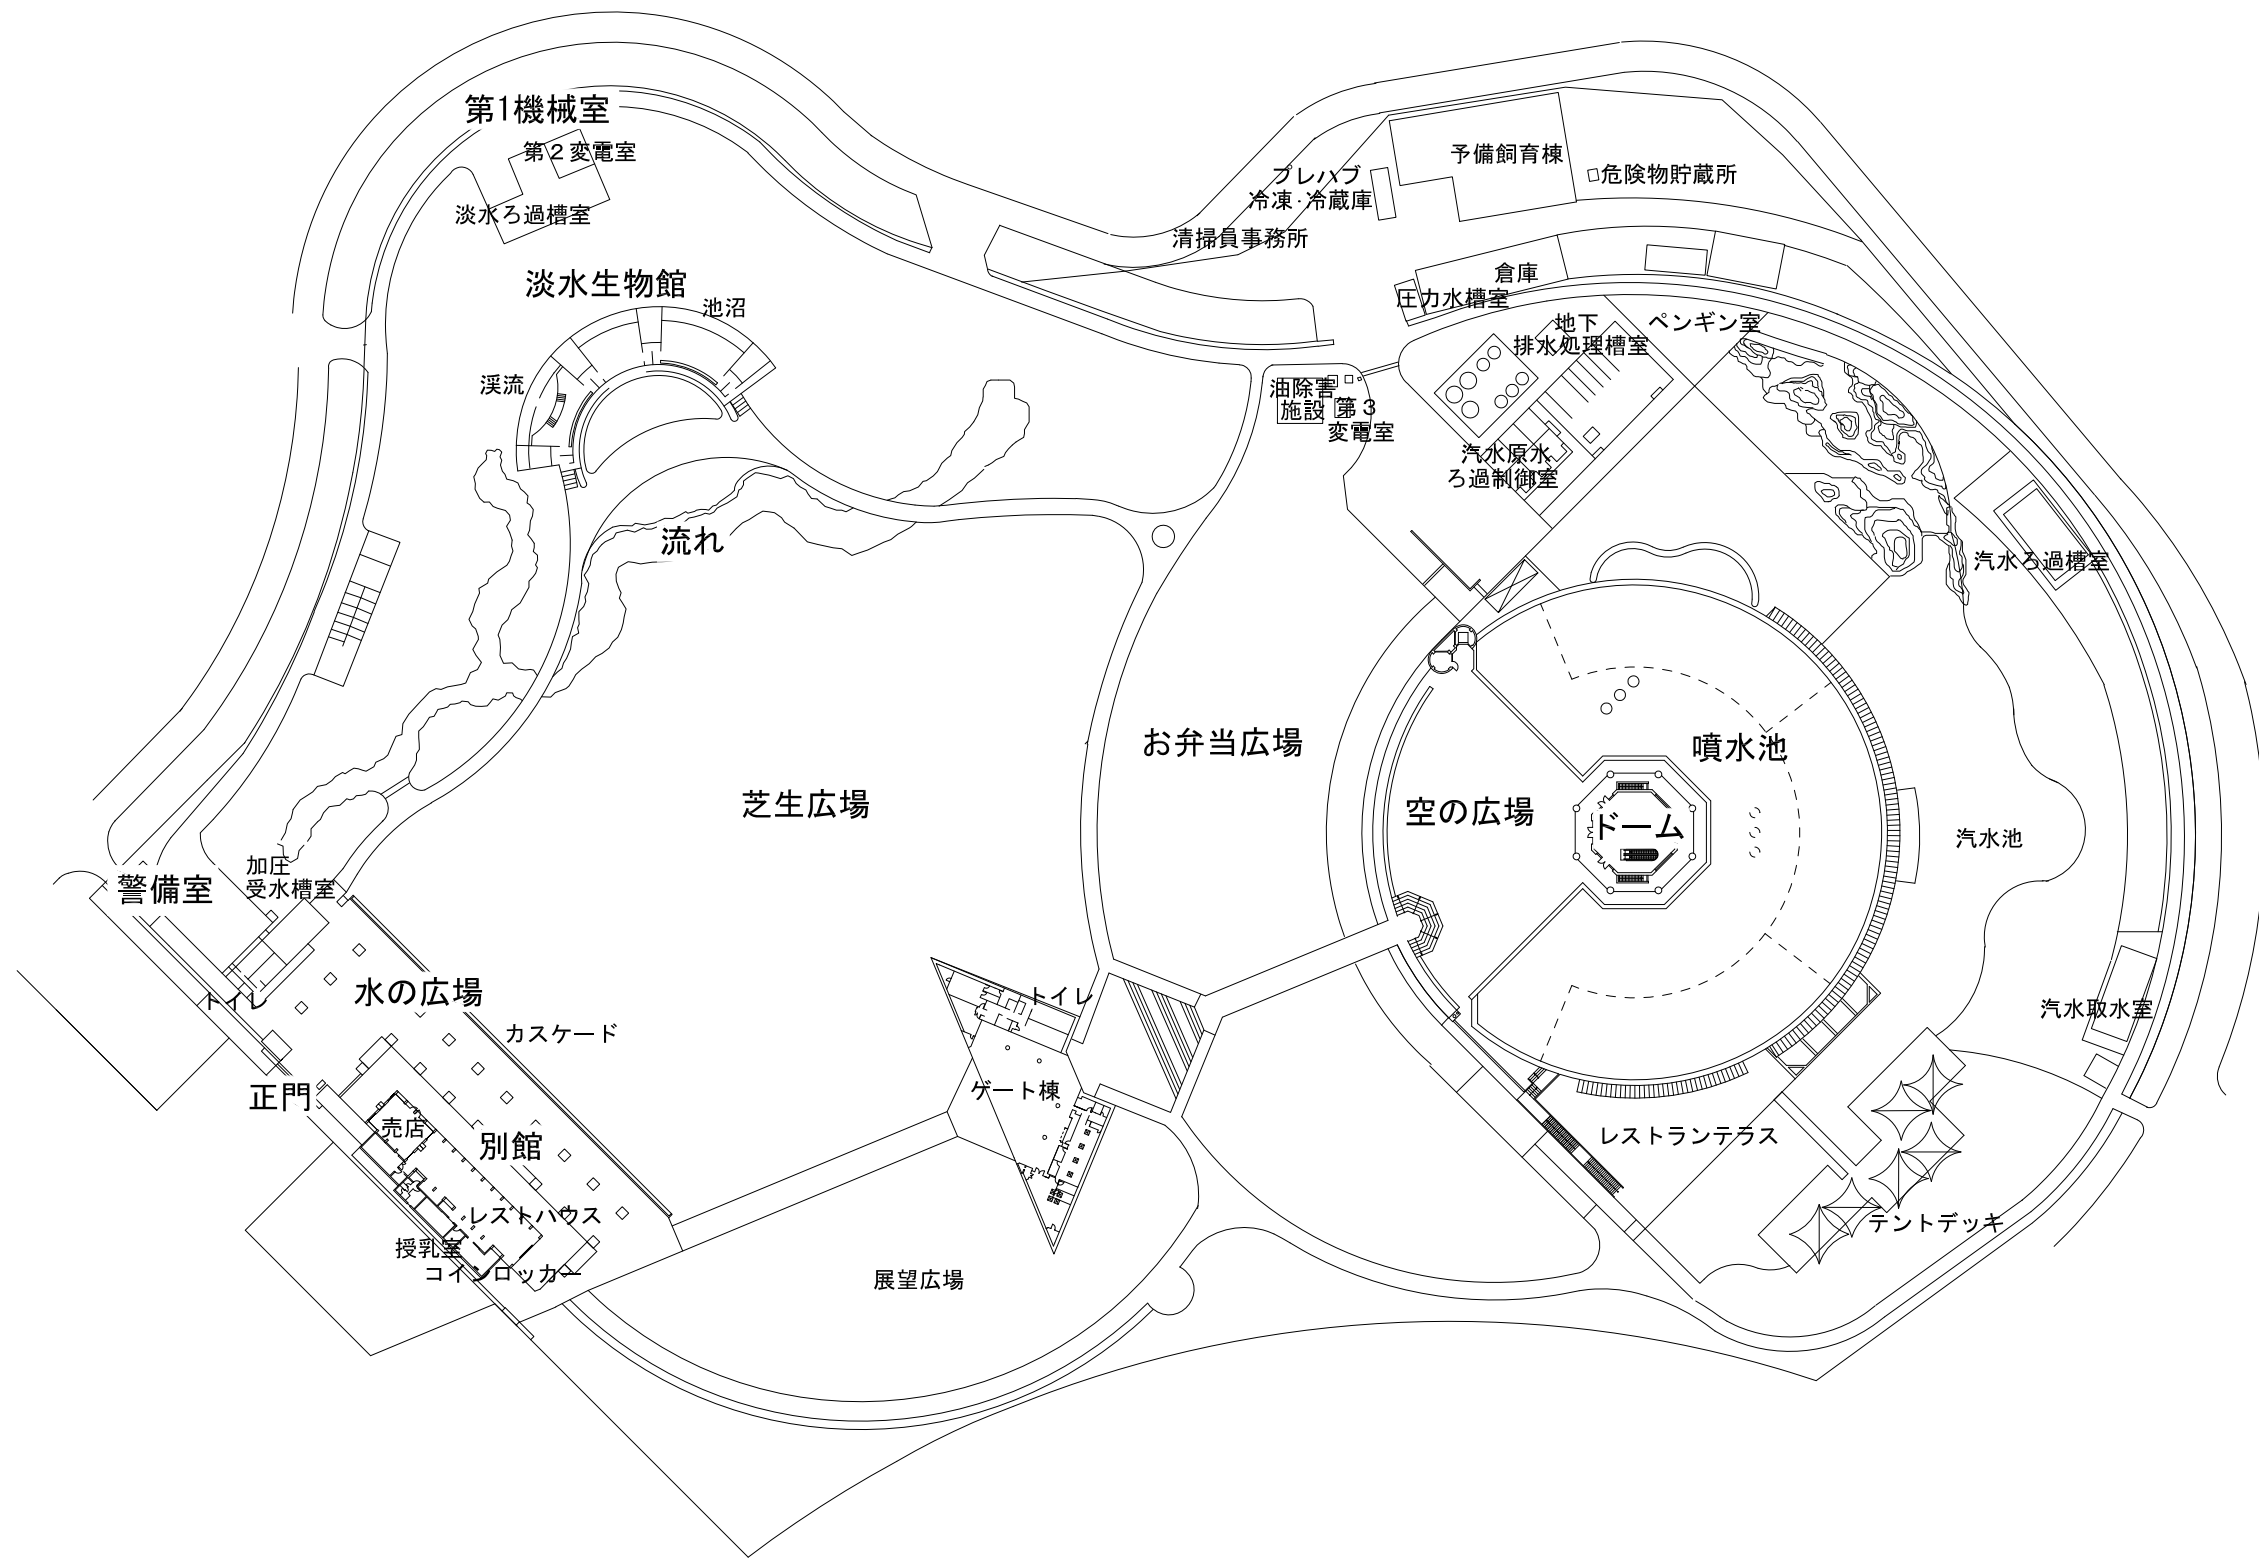 第1機械室
第２変電室
淡水ろ過槽室
予備飼育棟
危険物貯蔵所
プレハブ
冷凍・冷蔵庫
清掃員事務所
倉庫
圧力水槽室
淡水生物館
池沼
渓流
地下
排水処理槽室
ペンギン室
油除害
施設
第３
変電室
汽水原水
ろ過制御室
流れ
汽水ろ過槽室
お弁当広場
噴水池
芝生広場
空の広場
ドーム
汽水池
加圧
受水槽室
警備室
水の広場
トイレ
カスケード
トイレ
汽水取水室
正門
ゲート棟
売店
別館
レストランテラス
レストハウス
テントデッキ
授乳室
コインロッカー
展望広場